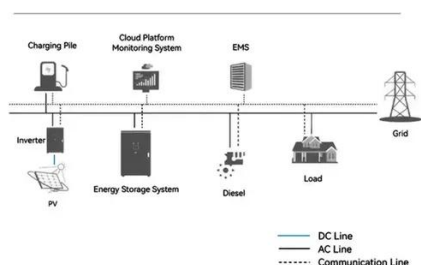 Charging Pile
Cloud Platform
Monitoring System
EMS
Grid
Inverter
PV
Energy Storage System
Diesel
Load
DC Line
AC Line
Communication Line